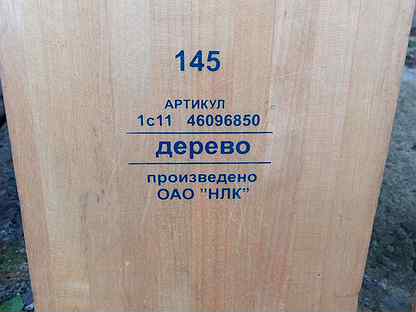 145
АРТИКУЛ
1с11 46096850
дерево
произведено
ОАО "НЛК"